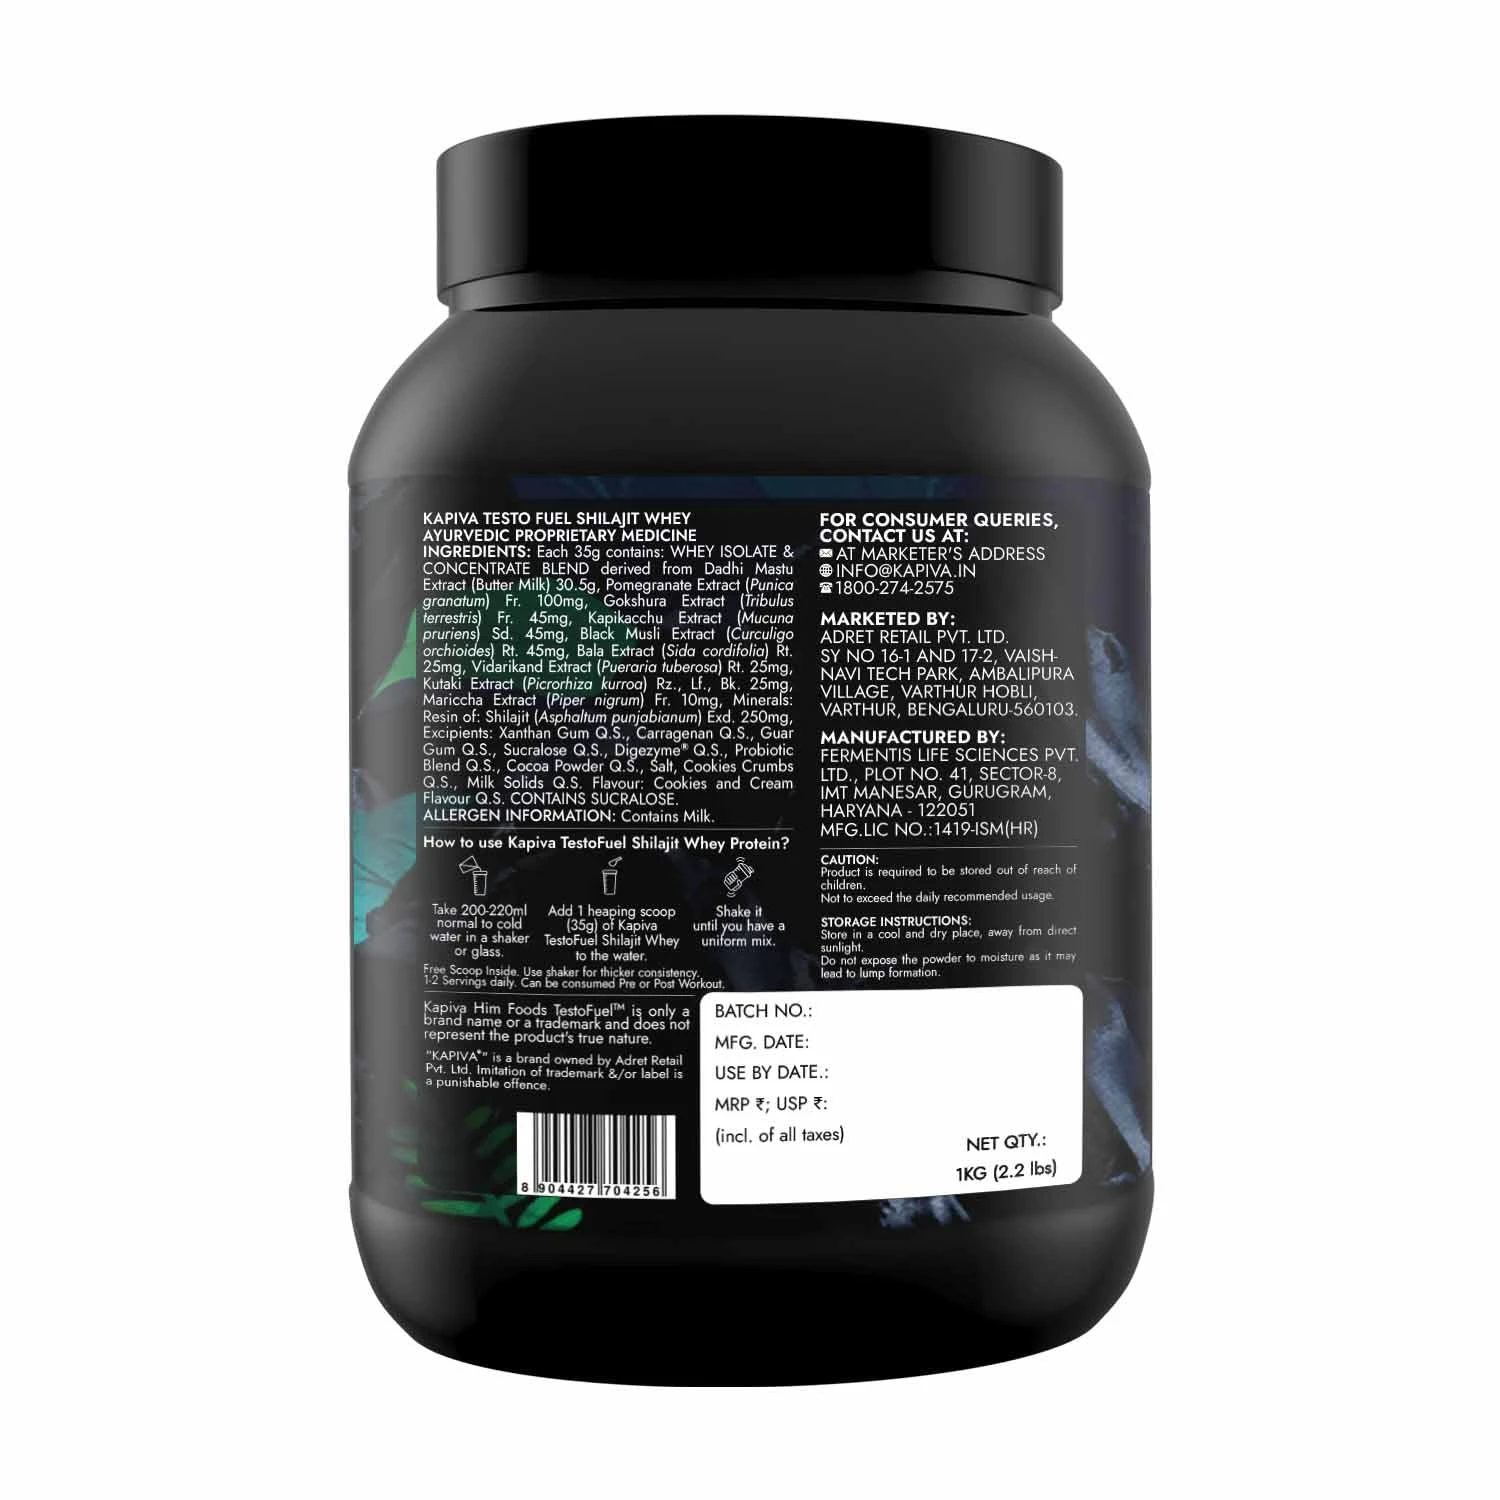 KAPIVA TESTO FUEL SHILAJIT WHEY
AYURVEDIC PROPRIETARY MEDICINE
INGREDIENTS: Each 35g contains: WHEY ISOLATE &
CONCENTRATE BLEND derived from Dadhi Mastu
Extract (Butter Milk) 30.5g, Pomegranate Extract (Punica
granatum) Fr. 100mg, Gokshura Extract (Tribulus
terrestris) Fr. 45mg, Kapikacchu Extract (Mucuna
pruriens) Sd. 45mg, Black Musli Extract (Curculigo
orchioides) Rt. 45mg, Bala Extract (Sida cordifolia) Rt.
25mg, Vidarikand Extract (Pueraria tuberosa) Rt. 25mg,
Kutaki Extract (Picrorhiza kurroa) Rz., Lf., Bk. 25mg,
Mariccha Extract (Piper nigrum) Fr. 10mg, Minerals:
Resin of: Shilajit (Asphaltum punjabianum) Exd. 250mg,
Excipients: Xanthan Gum Q.S., Carragenan Q.S., Guar
Gum Q.S., Sucralose Q.S., Digezyme® Q.S., Probiotic
Blend Q.S., Cocoa Powder Q.S., Salt, Cookies Crumbs
Q.S., Milk Solids Q.S. Flavour: Cookies and Cream
Flavour Q.S. CONTAINS SUCRALOSE.
ALLERGEN INFORMATION: Contains Milk.
How to use Kapiva TestoFuel Shilajit Whey Protein?
Take 200-220ml
normal to cold
water in a shaker
or glass.
Add 1 heaping scoop
(35g) of Kapiva
TestoFuel Shilajit Whey
to the water.
Shake it
until you have a
uniform mix.
Free Scoop Inside. Use shaker for thicker consistency.
1-2 Servings daily. Can be consumed Pre or Post Workout.
Kapiva Him Foods TestoFuel™ is only a
brand name or a trademark and does not
represent the product's true nature.
"KAPIVA®" is a brand owned by Adret Retail
Pvt. Ltd. Imitation of trademark &/or label is
a punishable offence.
8 904427 704256
FOR CONSUMER QUERIES,
CONTACT US AT:
AT MARKETER'S ADDRESS
INFO@KAPIVA.IN
1800-274-2575
MARKETED BY:
ADRET RETAIL PVT. LTD.
SY NO 16-1 AND 17-2, VAISH-
NAVI TECH PARK, AMBALIPURA
VILLAGE, VARTHUR HOBLI,
VARTHUR, BENGALURU-560103.
MANUFACTURED BY:
FERMENTIS LIFE SCIENCES PVT.
LTD., PLOT NO. 41, SECTOR-8,
IMT MANESAR, GURUGRAM,
HARYANA - 122051
MFG.LIC NO.:1419-ISM(HR)
CAUTION:
Product is required to be stored out of reach of
children.
Not to exceed the daily recommended usage.
STORAGE INSTRUCTIONS:
Store in a cool and dry place, away from direct
sunlight.
Do not expose the powder to moisture as it may
lead to lump formation.
BATCH NO.:
MFG. DATE:
USE BY DATE.:
MRP ₹; USP ₹:
(incl. of all taxes)
NET QTY.:
1KG (2.2 lbs)